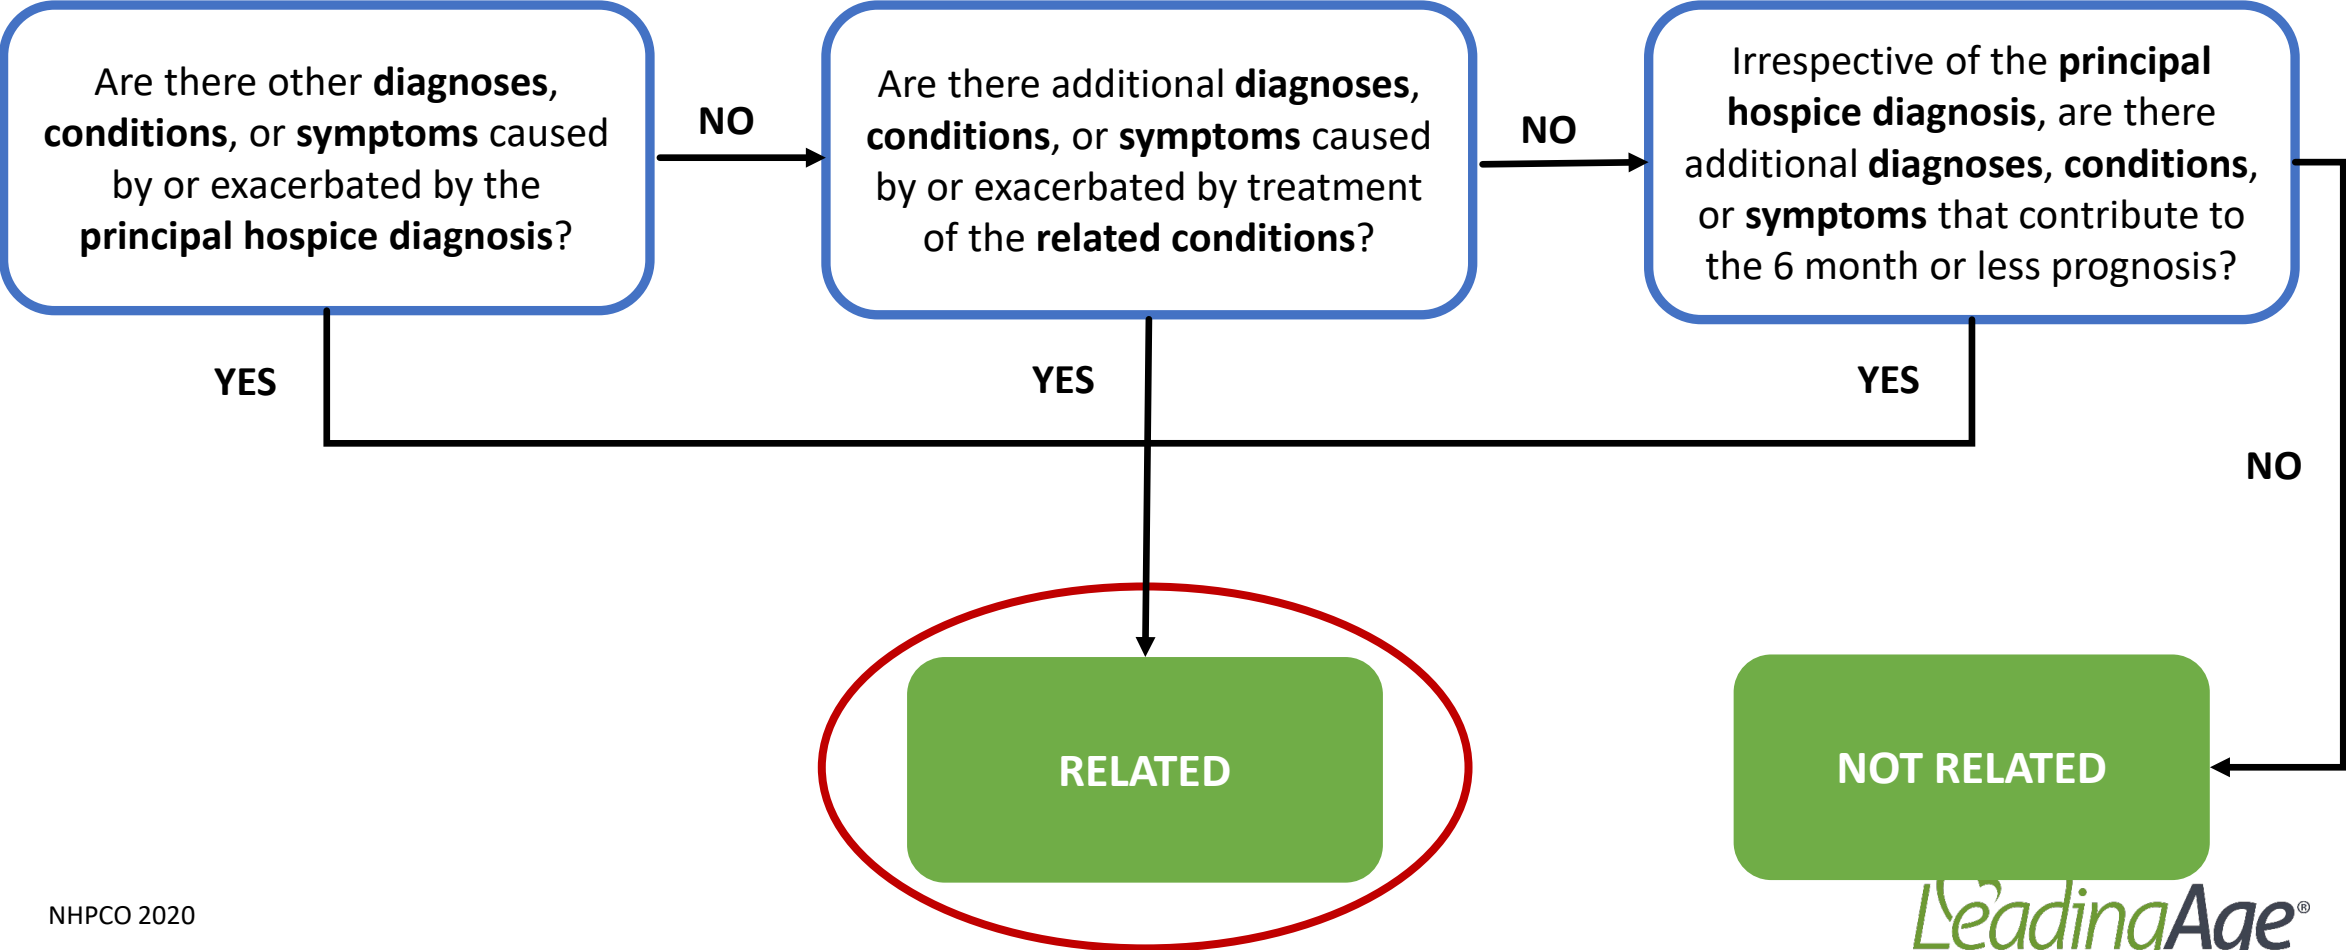 Are there other diagnoses,
conditions, or symptoms caused
by or exacerbated by the
principal hospice diagnosis?
NO
Are there additional diagnoses,
conditions, or symptoms caused
by or exacerbated by treatment
of the related conditions?
NO
Irrespective of the principal
hospice diagnosis, are there
additional diagnoses, conditions,
or symptoms that contribute to
the 6 month or less prognosis?
YES
YES
YES
NO
RELATED
NOT RELATED
NHPCO 2020
LeadingAge®